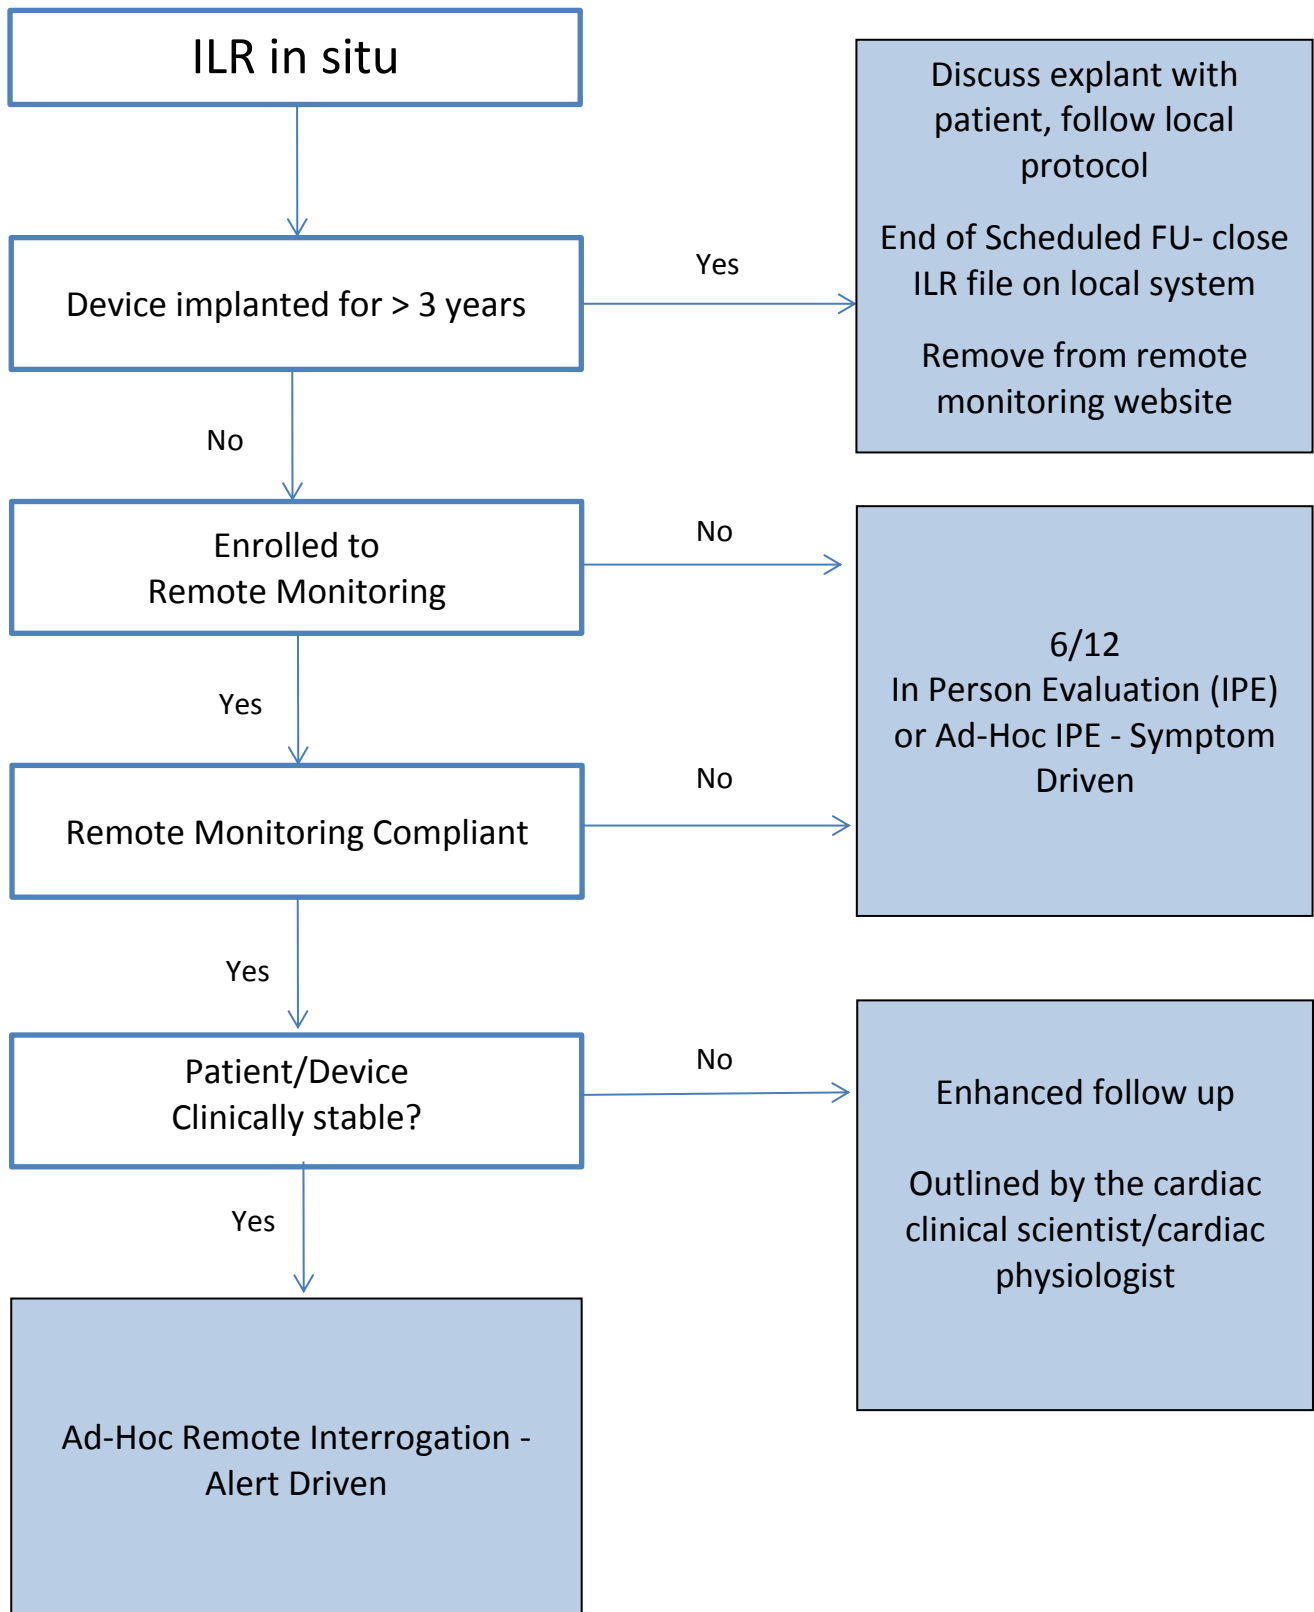 ILR in situ
Discuss explant with
patient, follow local
protocol
End of Scheduled FU- close
ILR file on local system
Remove from remote
monitoring website
Device implanted for > 3 years
Yes
No
Enrolled to
Remote Monitoring
No
6/12
In Person Evaluation (IPE)
or Ad-Hoc IPE - Symptom
Driven
Yes
Remote Monitoring Compliant
No
Yes
Patient/Device
Clinically stable?
No
Enhanced follow up
Outlined by the cardiac
clinical scientist/cardiac
physiologist
Yes
Ad-Hoc Remote Interrogation -
Alert Driven